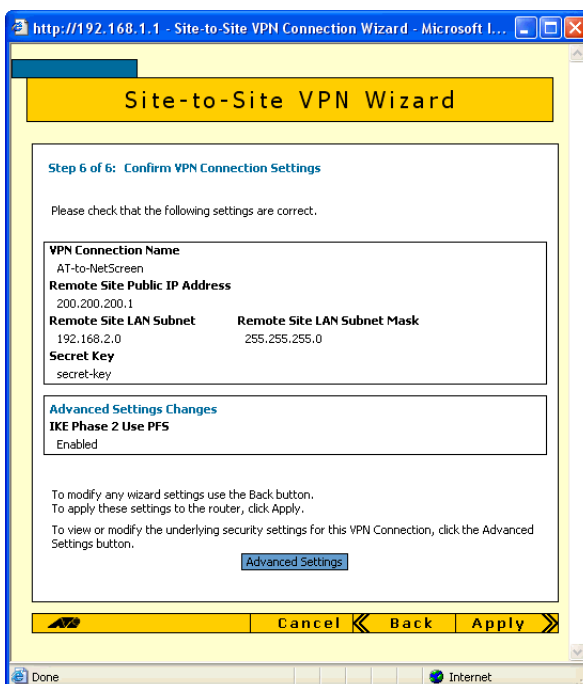 http://192.168.1.1 - Site-to-Site VPN Connection Wizard - Microsoft I...
Site-to-Site VPN Wizard
Step 6 of 6: Confirm VPN Connection Settings
Please check that the following settings are correct.
VPN Connection Name
AT-to-NetScreen
Remote Site Public IP Address
200.200.200.1
Remote Site LAN Subnet Remote Site LAN Subnet Mask
192.168.2.0 255.255.255.0
Secret Key
secret-key
Advanced Settings Changes
IKE Phase 2 Use PFS
Enabled
To modify any wizard settings use the Back button.
To apply these settings to the router, click Apply.
To view or modify the underlying security settings for this VPN Connection, click the Advanced
Settings button.
Advanced Settings
Cancel Back Apply
Done Internet